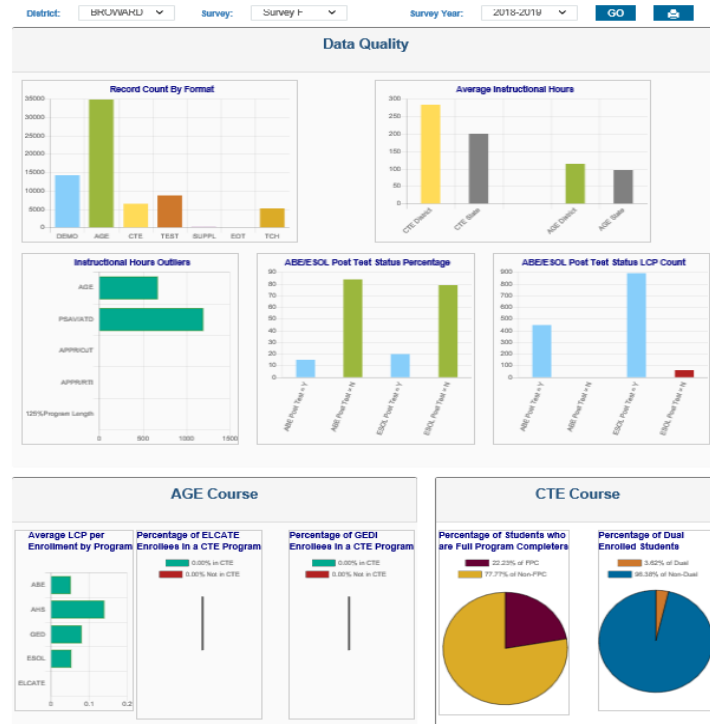 District: BROWARD Survey: Survey F Survey Year: 2018-2019 GO
Data Quality
Record Count By Format
35000
30000
25000
20000
15000
10000
5000
0
DEMO AGE CTE TEST SUPPL EOT TCH
Average Instructional Hours
300
250
200
150
100
50
0
CTE District CTE State AGE District AGE State
Instructional Hours Outliers
AGE
PSAV/ATD
APPR/OJT
APPR/RTI
125%Program Length
0 500 1000 1500
ABE/ESOL Post Test Status Percentage
90
80
70
60
50
40
30
20
10
0
ABE Post Test = Y ABE Post Test = N ESOL Post Test = Y ESOL Post Test = N
ABE/ESOL Post Test Status LCP Count
900
800
700
600
500
400
300
200
100
0
ABE Post Test = Y ABE Post Test = N ESOL Post Test = Y ESOL Post Test = N
AGE Course
Average LCP per
Enrollment by Program
ABE
AHS
GED
ESOL
ELCATE
0 0.1 0.2
Percentage of ELCATE
Enrollees in a CTE Program
0.00% in CTE
0.00% Not in CTE
Percentage of GEDI
Enrollees in a CTE Program
0.00% in CTE
0.00% Not in CTE
CTE Course
Percentage of Students who
are Full Program Completers
22.23% of FPC
77.77% of Non-FPC
Percentage of Dual
Enrolled Students
3.62% of Dual
96.38% of Non-Dual